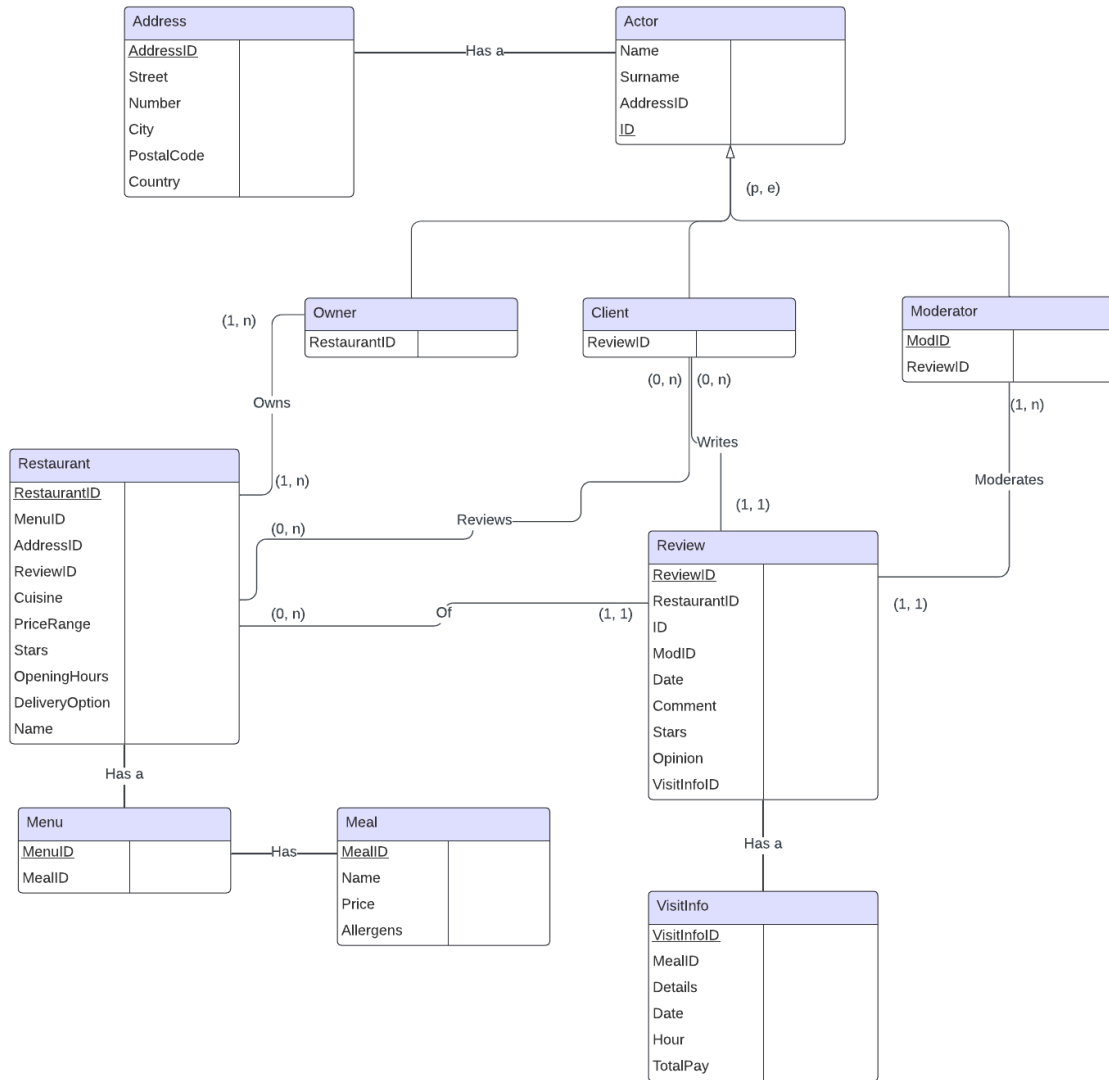 Address
AddressID
Street
Number
City
PostalCode
Country
Has a
Actor
Name
Surname
AddressID
ID
(p, e)
Owner
RestaurantID
Client
ReviewID
Moderator
ModID
ReviewID
(1, n)
Owns
(1, n)
(0, n)
(0, n)
Writes
(1, 1)
(1, n)
Moderates
(1, 1)
Reviews
(0, n)
Of
(0, n)
(1, 1)
Restaurant
RestaurantID
MenuID
AddressID
ReviewID
Cuisine
PriceRange
Stars
OpeningHours
DeliveryOption
Name
Review
ReviewID
RestaurantID
ID
ModID
Date
Comment
Stars
Opinion
VisitInfoID
Has a
Menu
MenuID
MealID
Has
Meal
MealID
Name
Price
Allergens
Has a
VisitInfo
VisitInfoID
MealID
Details
Date
Hour
TotalPay